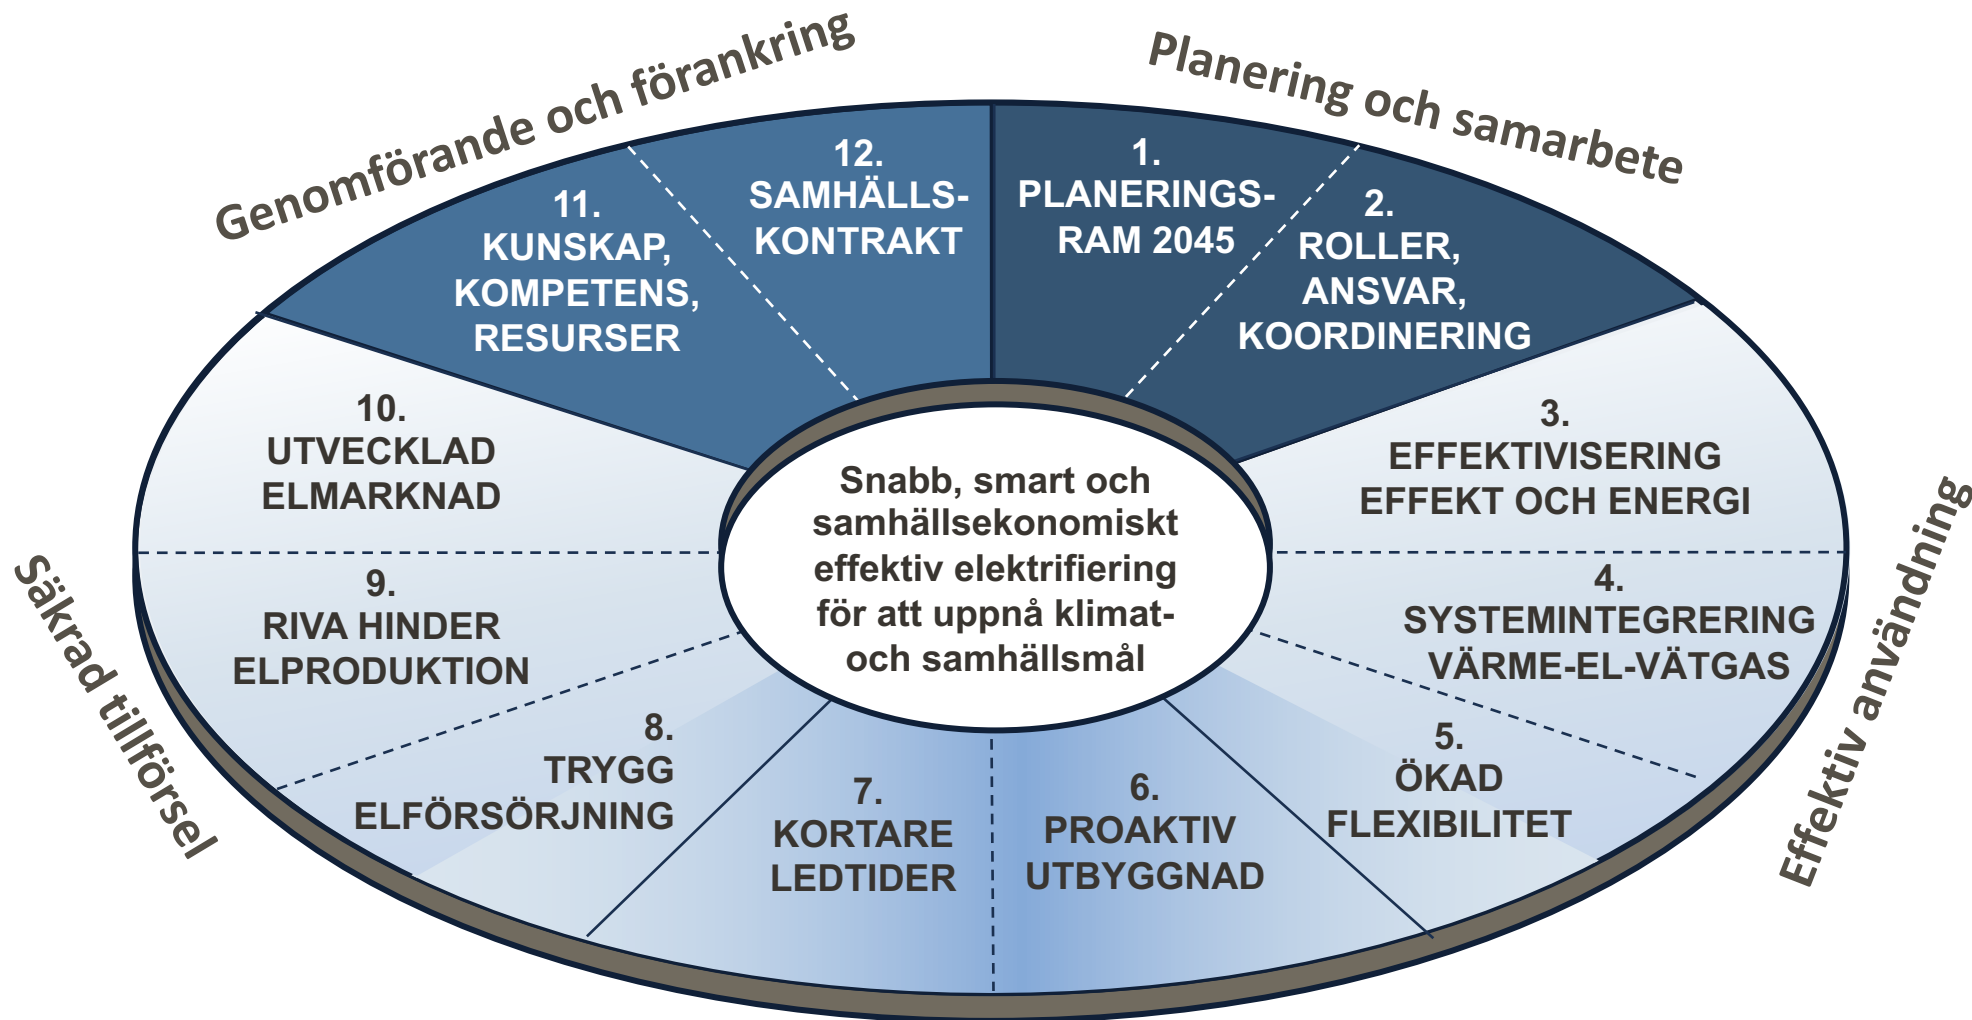 Genomförande och förankring
Planering och samarbete
Effektiv användning
Säkrad tillförsel
1.
PLANERINGS-
RAM 2045
2.
ROLLER,
ANSVAR,
KOORDINERING
3.
EFFEKTIVISERING
EFFEKT OCH ENERGI
4.
SYSTEMINTEGRERING
VÄRME-EL-VÄTGAS
5.
ÖKAD
FLEXIBILITET
6.
PROAKTIV
UTBYGGNAD
7.
KORTARE
LEDTIDER
8.
TRYGG
ELFÖRSÖRJNING
9.
RIVA HINDER
ELPRODUKTION
10.
UTVECKLAD
ELMARKNAD
11.
KUNSKAP,
KOMPETENS,
RESURSER
12.
SAMHÄLLS-
KONTRAKT
Snabb, smart och
samhällsekonomiskt
effektiv elektrifiering
för att uppnå klimat-
och samhällsmål